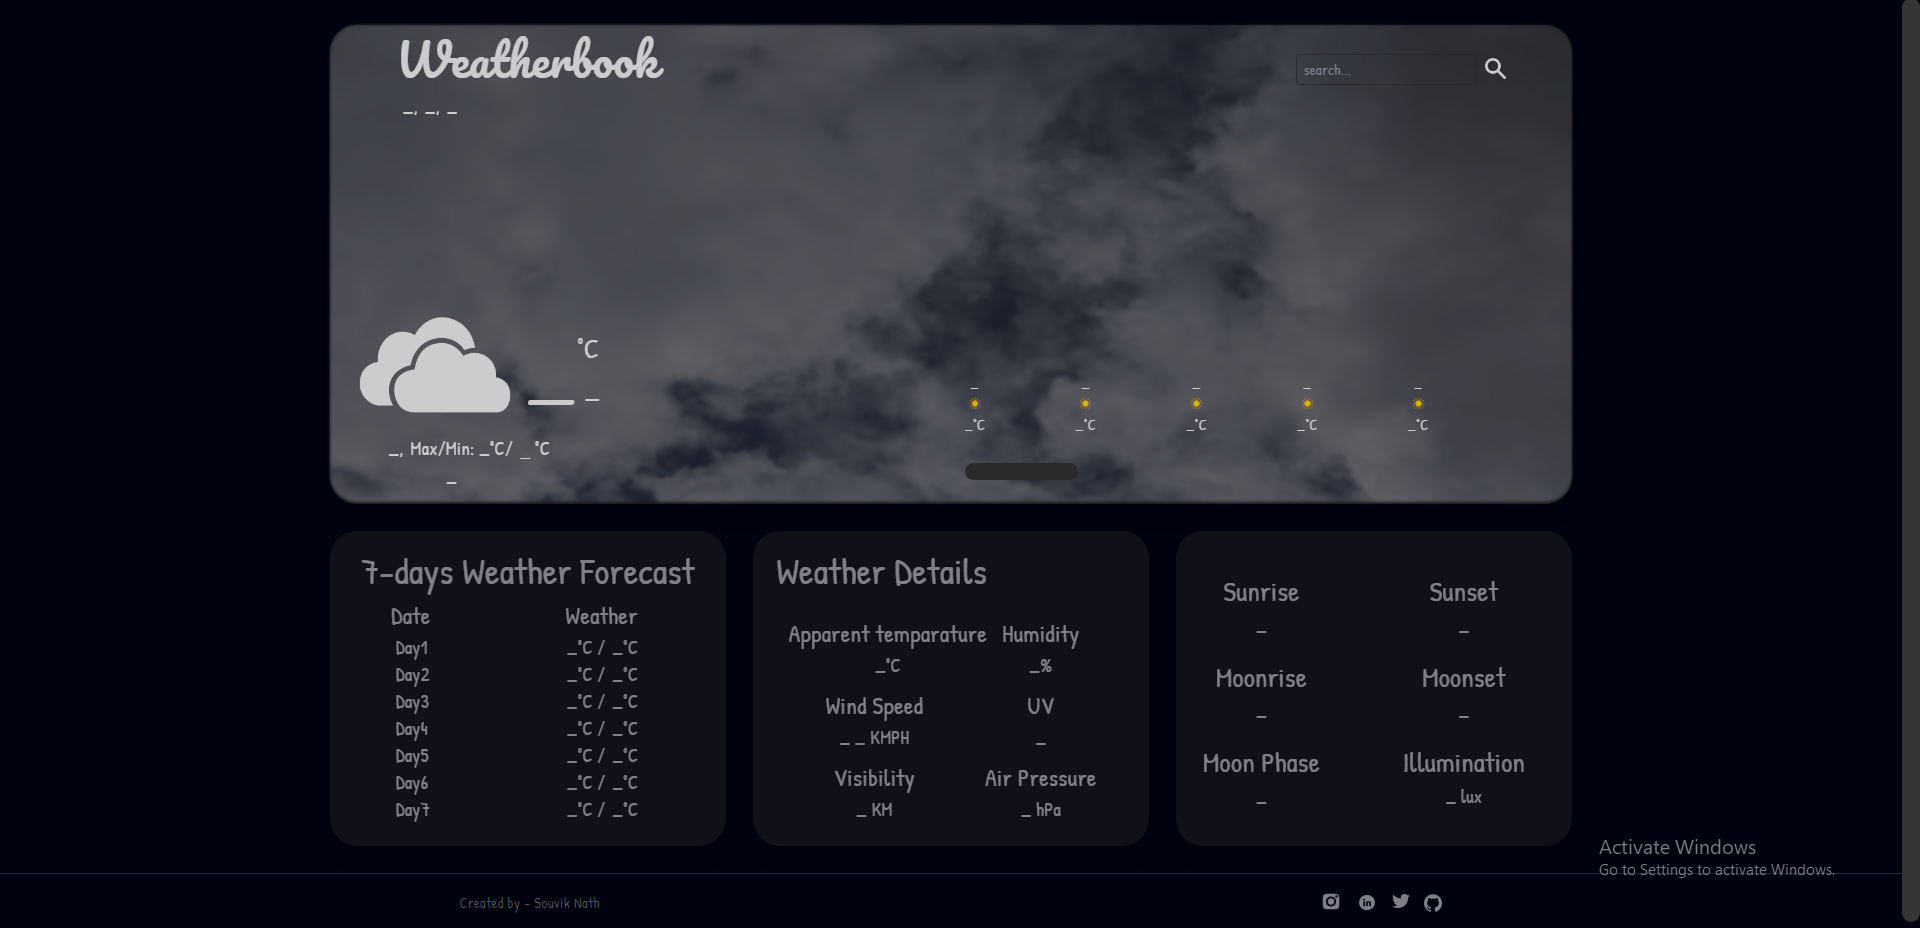 Weatherbook
search...
_, _, _
°C
_ _
_, Max/Min: _°C/ _ °C
_
_ _ _ _ _
_°C _°C _°C _°C _°C
7-days Weather Forecast
Date Weather
Day1 _°C / _°C
Day2 _°C / _°C
Day3 _°C / _°C
Day4 _°C / _°C
Day5 _°C / _°C
Day6 _°C / _°C
Day7 _°C / _°C
Weather Details
Apparent temparature Humidity
_°C _%
Wind Speed UV
_ _ KMPH _
Visibility Air Pressure
_ KM _ hPa
Sunrise Sunset
_ _
Moonrise Moonset
_ _
Moon Phase Illumination
_ _ lux
Activate Windows
Go to Settings to activate Windows.
Created by - Souvik Nath